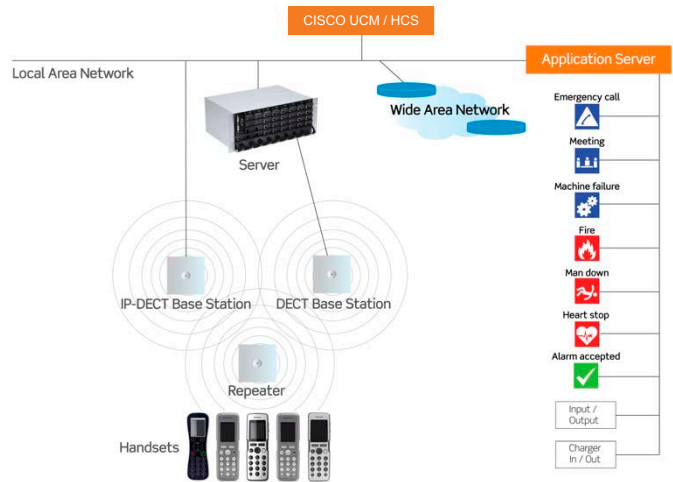 CISCO UCM / HCS
Local Area Network
Application Server
Wide Area Network
Server
Emergency call
Meeting
Machine failure
Fire
Man down
Heart stop
Alarm accepted
Input /
Output
Charger
In / Out
IP-DECT Base Station
DECT Base Station
Repeater
Handsets